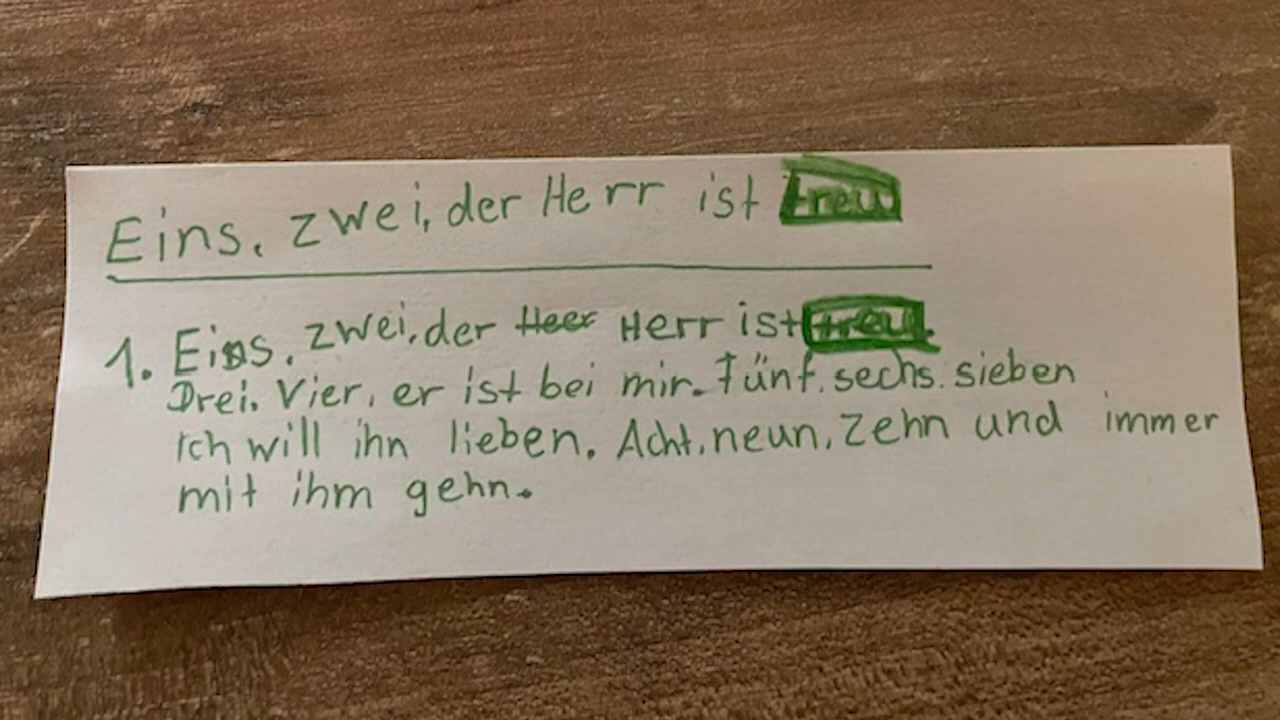 Eins, zwei, der Herr ist treu
1. Eins, zwei, der Heer Herr ist treu.
Drei, Vier, er ist bei mir. Fünf, sechs, sieben
ich will ihn lieben. Acht, neun, zehn und immer
mit ihm gehn.